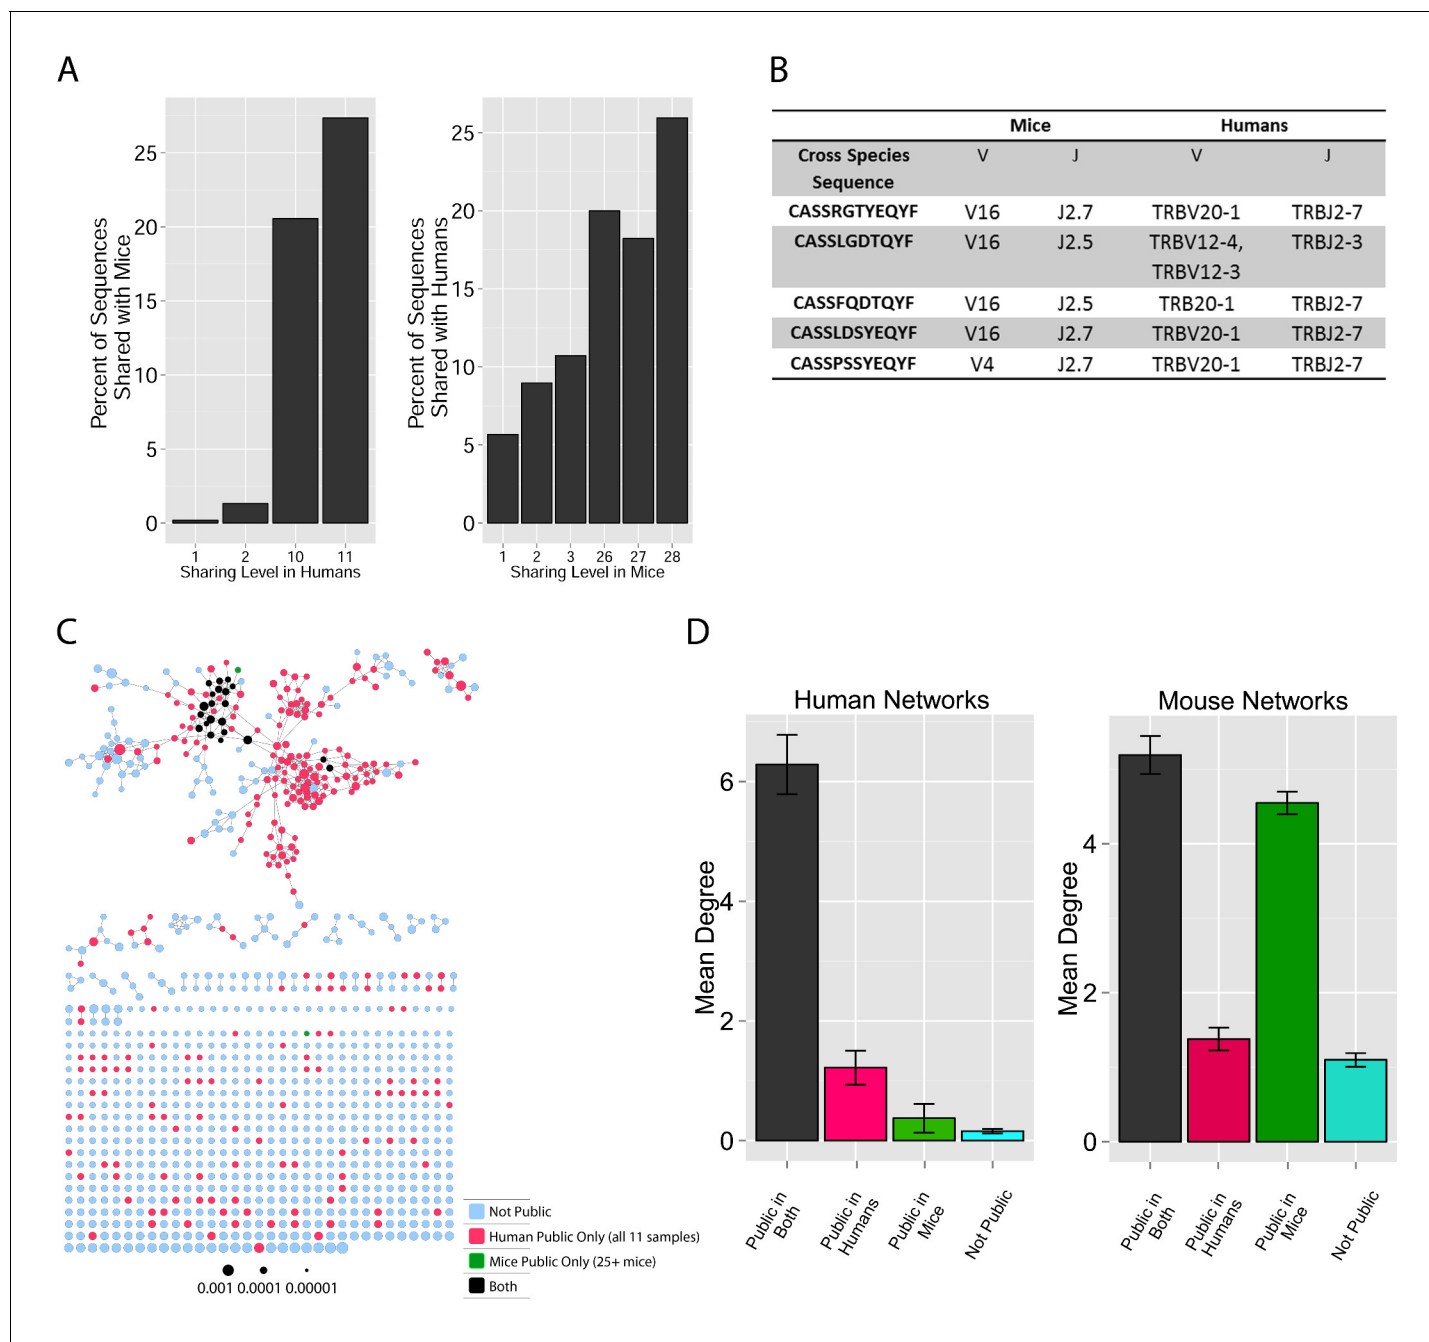 A
Percent of Sequences
Shared with Mice
25
20
15
10
5
0
1 2 10 11
Sharing Level in Humans
Percent of Sequences
Shared with Humans
25
20
15
10
5
0
1 2 3 26 27 28
Sharing Level in Mice
B
Mice Humans
Cross Species V J V J
Sequence
CASSRGTYEQYF V16 J2.7 TRBV20-1 TRBJ2-7
CASSLGDTQYF V16 J2.5 TRBV12-4, TRBJ2-3
TRBV12-3
CASSFQDTQYF V16 J2.5 TRB20-1 TRBJ2-7
CASSLDSYEQYF V16 J2.7 TRBV20-1 TRBJ2-7
CASSPSSYEQYF V4 J2.7 TRBV20-1 TRBJ2-7
C
Not Public
Human Public Only (all 11 samples)
Mice Public Only (25+ mice)
Both
0.001 0.0001 0.00001
D
Human Networks
Mean Degree
6
4
2
0
Public in
Both
Public in
Humans
Public in
Mice
Not Public
Mouse Networks
Mean Degree
4
2
0
Public in
Both
Public in
Humans
Public in
Mice
Not Public